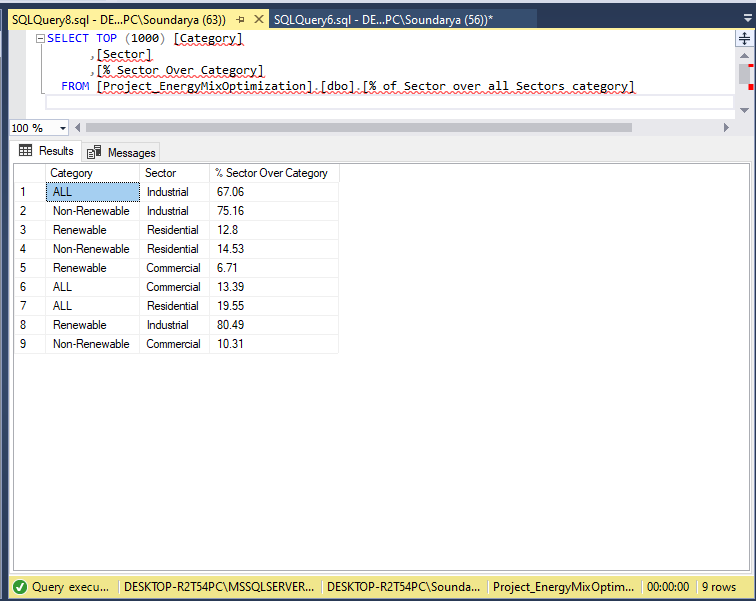 SQLQuery8.sql - DE...PC\Soundarya (63)) SQLQuery6.sql - DE...PC\Soundarya (56))*
SELECT TOP (1000) [Category]
,[Sector]
,[% Sector Over Category]
FROM [Project_EnergyMixOptimization].[dbo].[% of Sector over all Sectors category]
100 %
Results Messages
Category Sector % Sector Over Category
1 ALL Industrial 67.06
2 Non-Renewable Industrial 75.16
3 Renewable Residential 12.8
4 Non-Renewable Residential 14.53
5 Renewable Commercial 6.71
6 ALL Commercial 13.39
7 ALL Residential 19.55
8 Renewable Industrial 80.49
9 Non-Renewable Commercial 10.31
Query execu... DESKTOP-R2T54PC\MSSQLSERVER... DESKTOP-R2T54PC\Sounda... Project_EnergyMixOptim... 00:00:00 9 rows